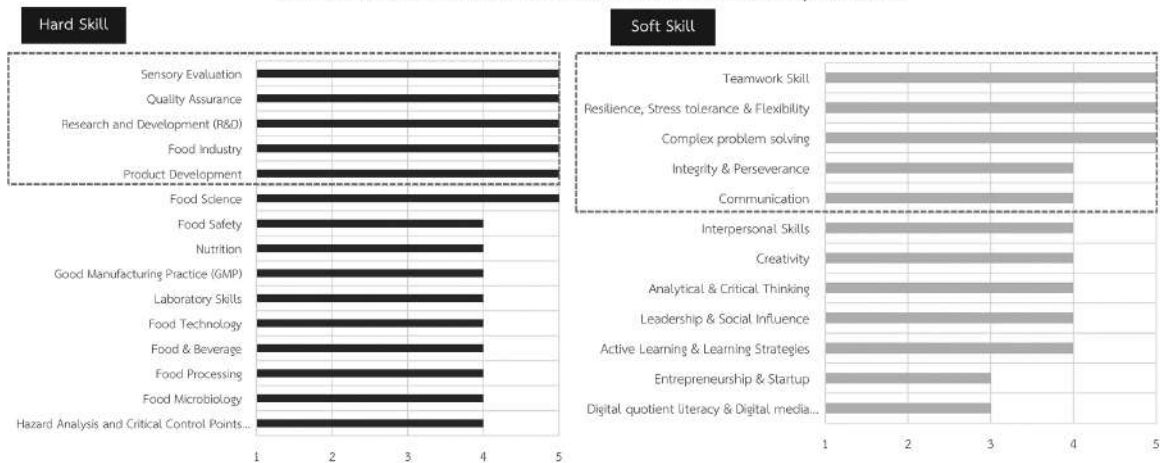 Hard Skill
Sensory Evaluation
Quality Assurance
Research and Development (R&D)
Food Industry
Product Development
Food Science
Food Safety
Nutrition
Good Manufacturing Practice (GMP)
Laboratory Skills
Food Technology
Food & Beverage
Food Processing
Food Microbiology
Hazard Analysis and Critical Control Points...
1 2 3 4 5
Soft Skill
Teamwork Skill
Resilience, Stress tolerance & Flexibility
Complex problem solving
Integrity & Perseverance
Communication
Interpersonal Skills
Creativity
Analytical & Critical Thinking
Leadership & Social Influence
Active Learning & Learning Strategies
Entrepreneurship & Startup
Digital quotient literacy & Digital media...
1 2 3 4 5